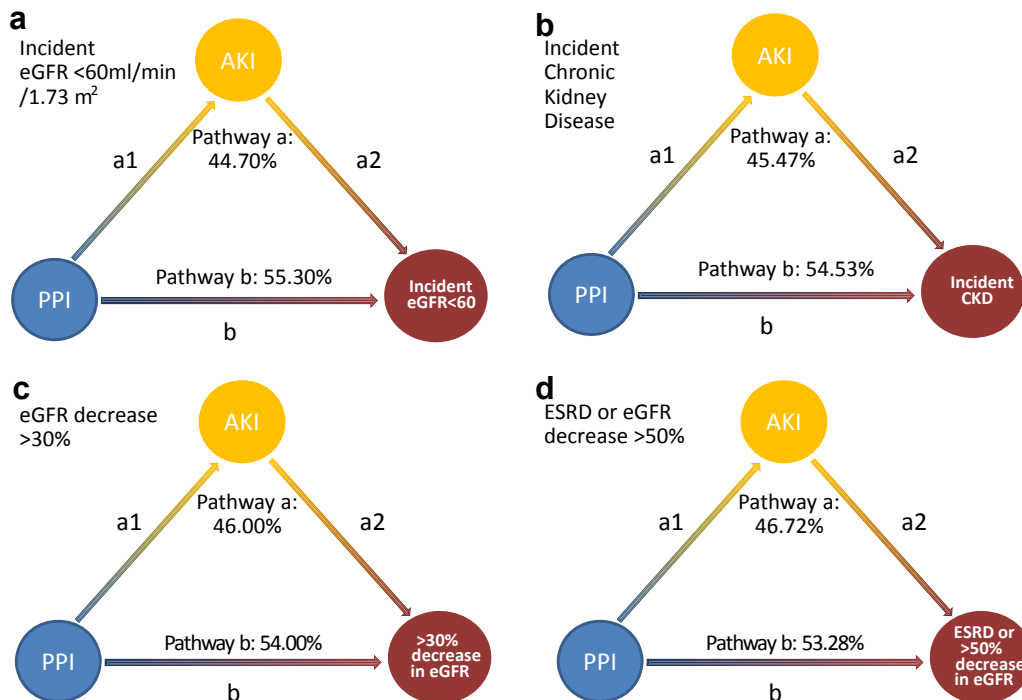 a
Incident
eGFR <60ml/min
/1.73 m²
AKI
a1
Pathway a:
44.70%
a2
PPI
Pathway b: 55.30%
b
Incident
eGFR<60
b
Incident
Chronic
Kidney
Disease
AKI
a1
Pathway a:
45.47%
a2
PPI
Pathway b: 54.53%
b
Incident
CKD
c
eGFR decrease
>30%
AKI
a1
Pathway a:
46.00%
a2
PPI
Pathway b: 54.00%
b
>30%
decrease
in eGFR
d
ESRD or eGFR
decrease >50%
AKI
a1
Pathway a:
46.72%
a2
PPI
Pathway b: 53.28%
b
ESRD or
>50%
decrease
in eGFR